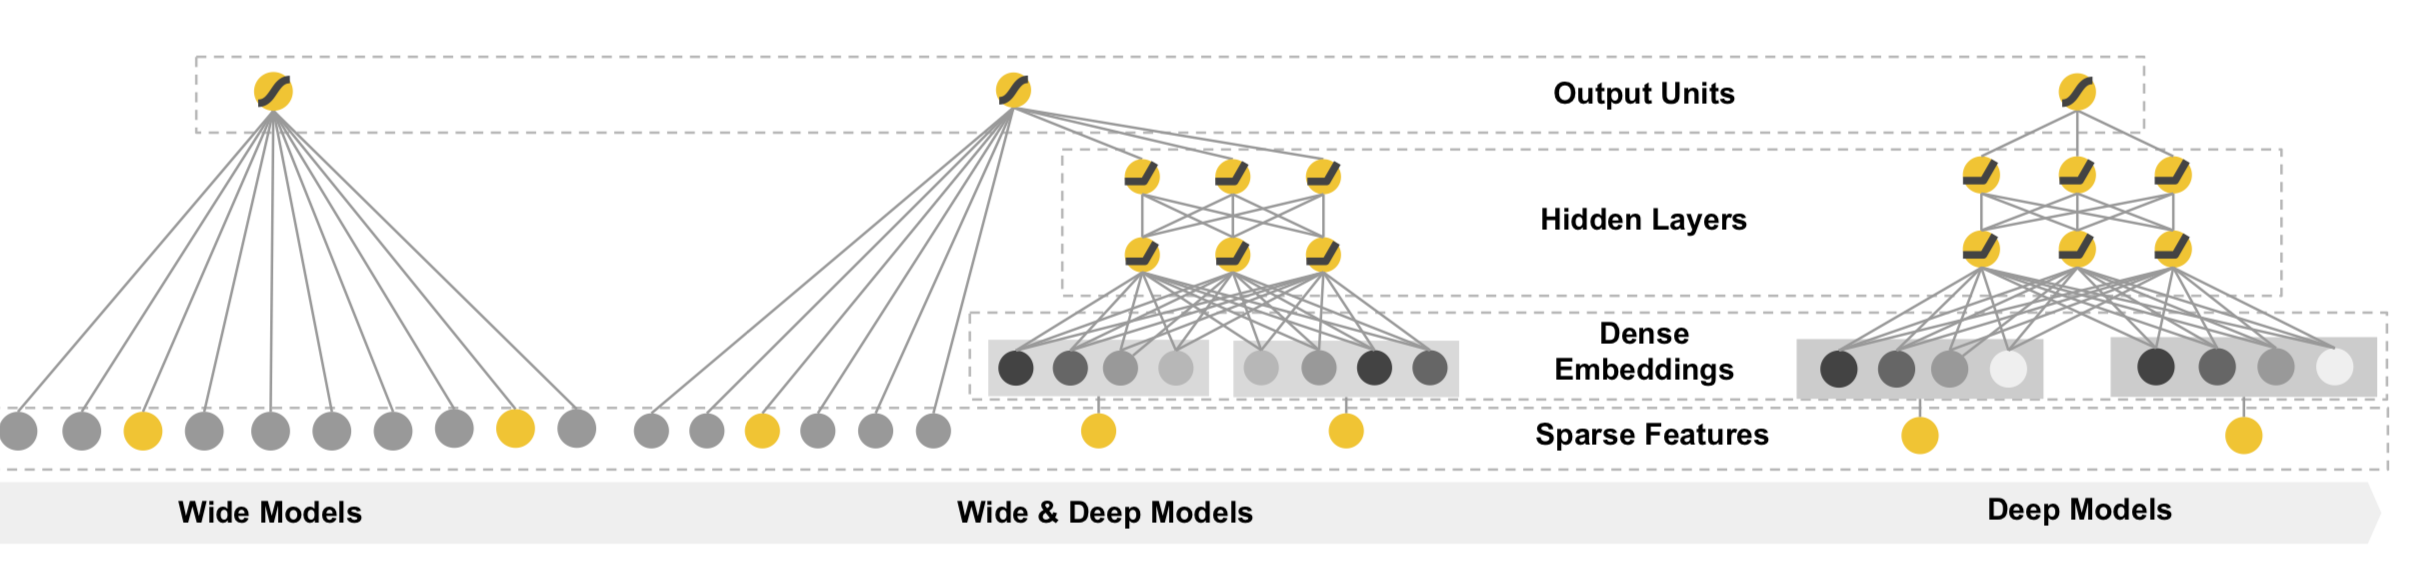 Output Units
Hidden Layers
Dense
Embeddings
Sparse Features
Wide Models
Wide & Deep Models
Deep Models